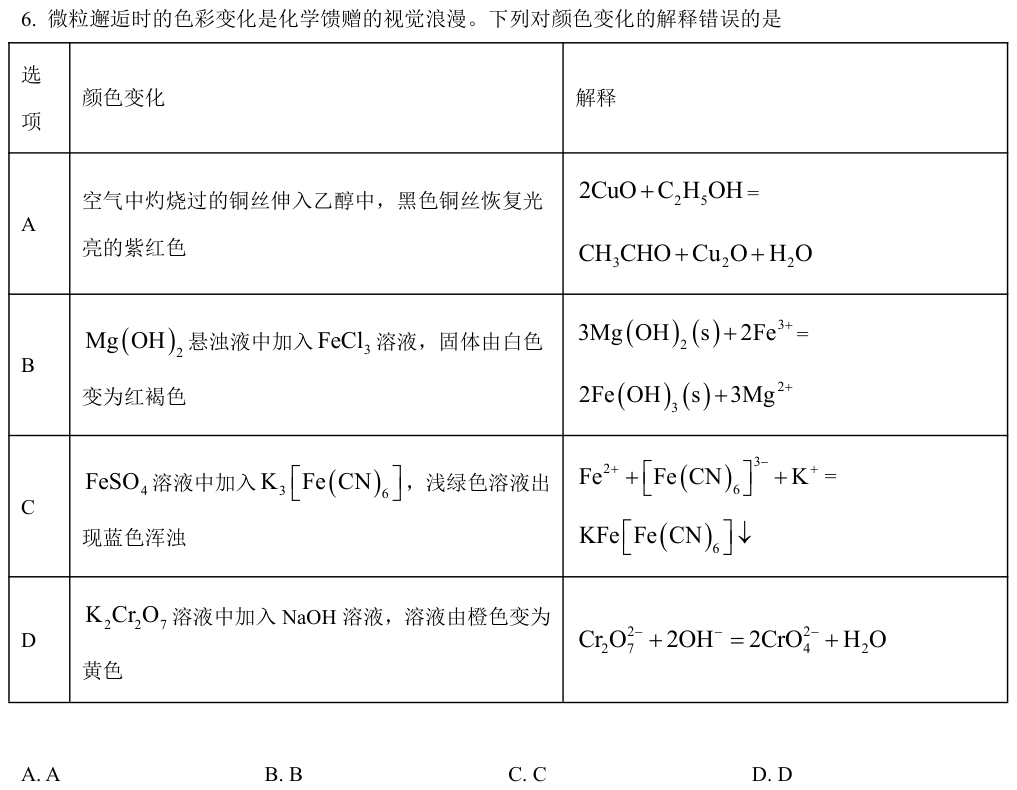 6. 微粒邂逅时的色彩变化是化学馈赠的视觉浪漫。下列对颜色变化的解释错误的是
选项 颜色变化 解释
A 空气中灼烧过的铜丝伸入乙醇中，黑色铜丝恢复光亮的紫红色
2CuO + C₂H₅OH =
CH₃CHO + Cu₂O + H₂O
B Mg(OH)₂ 悬浊液中加入 FeCl₃ 溶液，固体由白色变为红褐色
3Mg(OH)₂(s) + 2Fe³⁺ =
2Fe(OH)₃(s) + 3Mg²⁺
C FeSO₄ 溶液中加入 K₃[Fe(CN)₆]，浅绿色溶液出现蓝色浑浊
Fe²⁺ + [Fe(CN)₆]³⁻ + K⁺ =
KFe[Fe(CN)₆]↓
D K₂Cr₂O₇ 溶液中加入 NaOH 溶液，溶液由橙色变为黄色
Cr₂O₇²⁻ + 2OH⁻ = 2CrO₄²⁻ + H₂O
A. A B. B C. C D. D